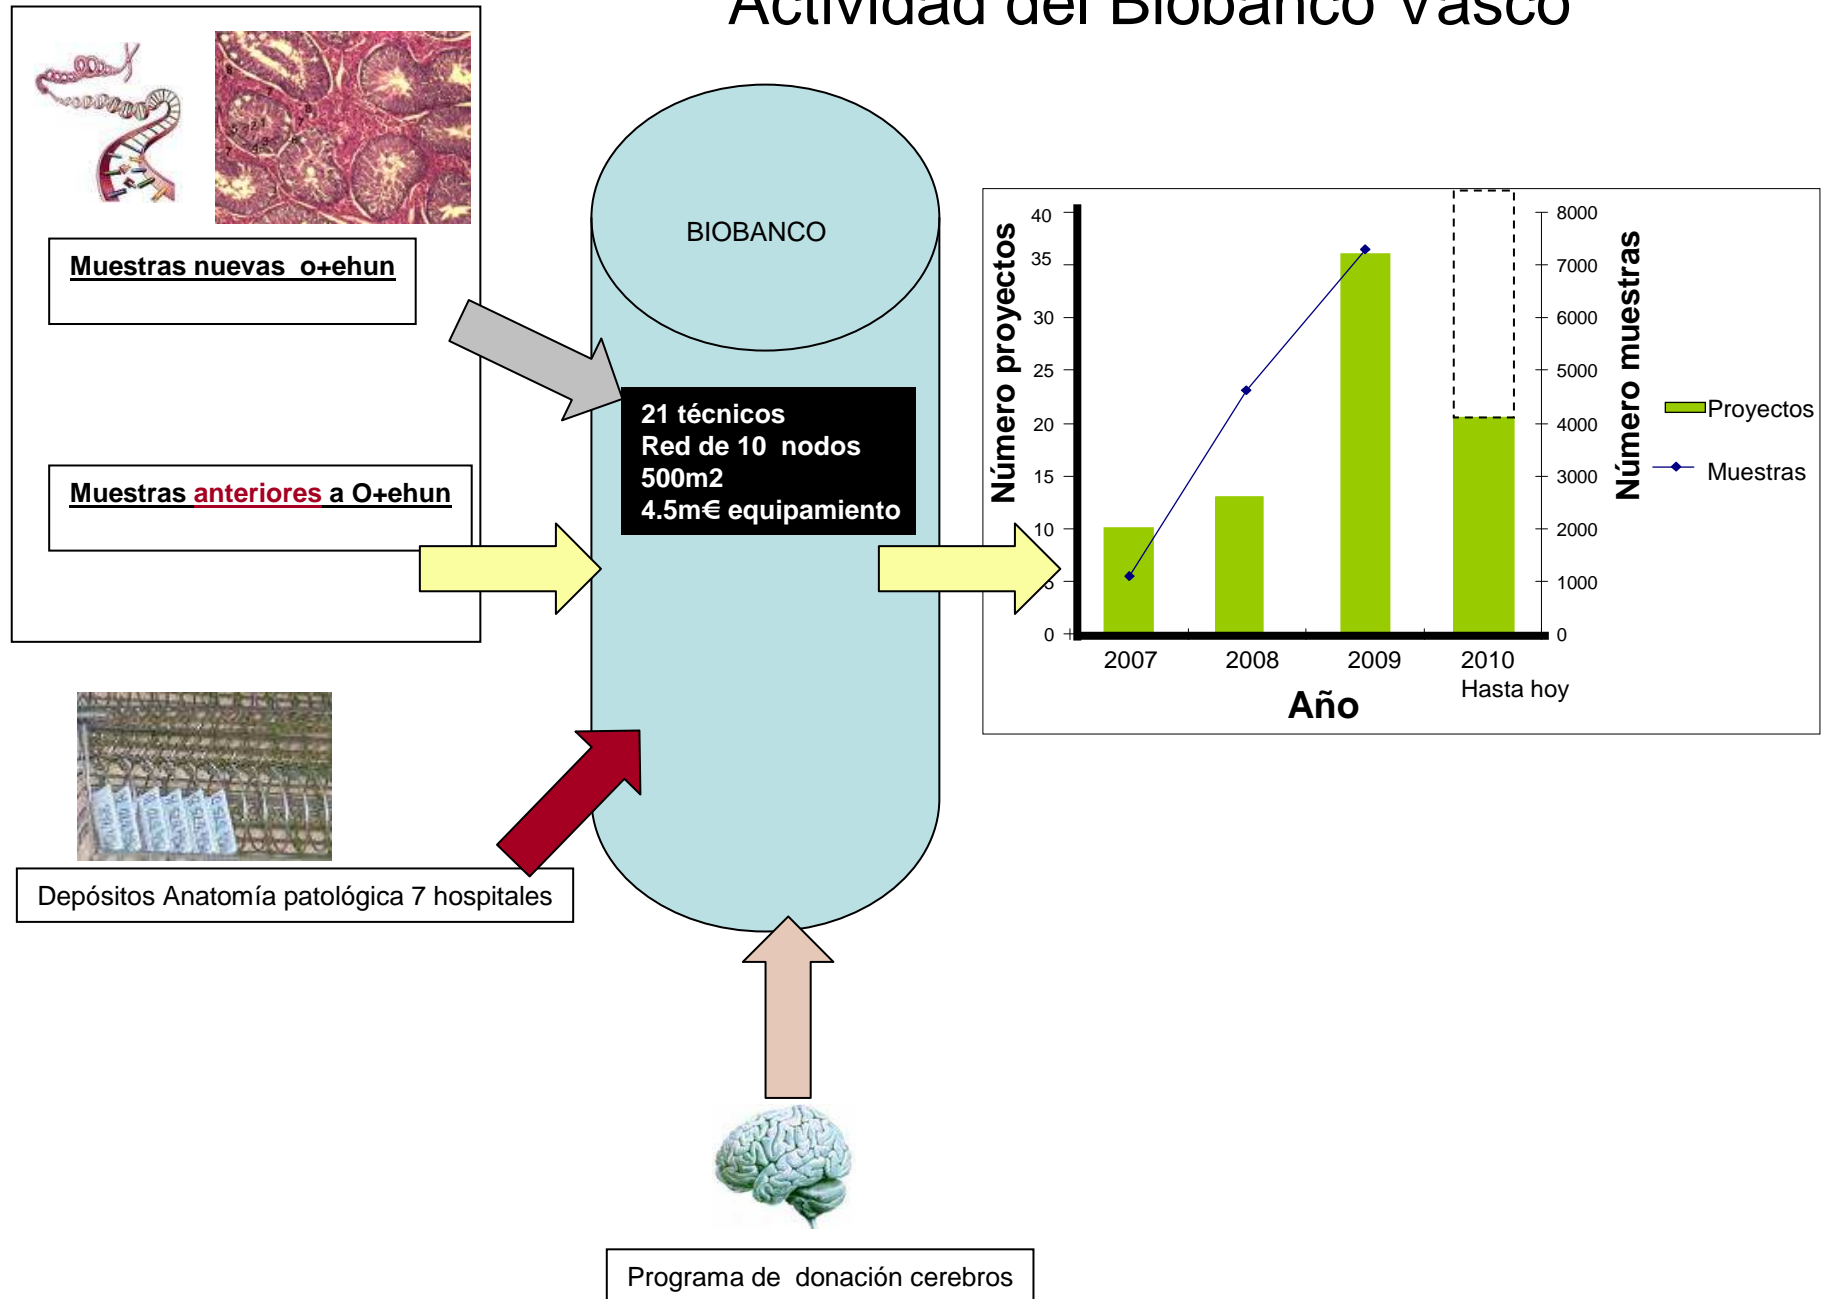 Actividad del Biobanco Vasco
Muestras nuevas o+ehun
Muestras anteriores a O+ehun
BIOBANCO
21 técnicos
Red de 10 nodos
500m2
4.5m€ equipamiento
Depósitos Anatomía patológica 7 hospitales
Programa de donación cerebros
Número proyectos
40
35
30
25
20
15
10
5
0
8000
7000
6000
5000
4000
3000
2000
1000
0
Número muestras
2007
2008
2009
2010
Hasta hoy
Año
Proyectos
Muestras